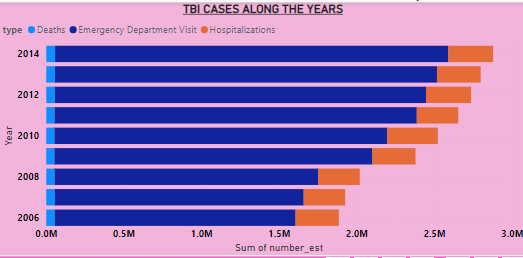 TBI CASES ALONG THE YEARS
type Deaths Emergency Department Visit Hospitalizations
2014
2012
2010
2008
2006
Year
0.0M 0.5M 1.0M 1.5M 2.0M 2.5M 3.0M
Sum of number_est